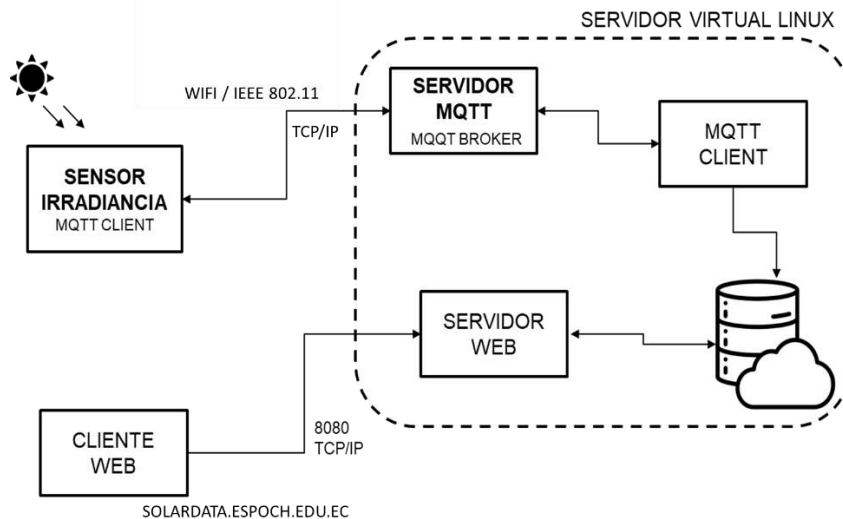 SERVIDOR VIRTUAL LINUX
WIFI / IEEE 802.11
TCP/IP
SERVIDOR
MQTT
MQQT BROKER
MQTT
CLIENT
SENSOR
IRRADIANCIA
MQTT CLIENT
SERVIDOR
WEB
CLIENTE
WEB
8080
TCP/IP
SOLARDATA.ESPOCH.EDU.EC